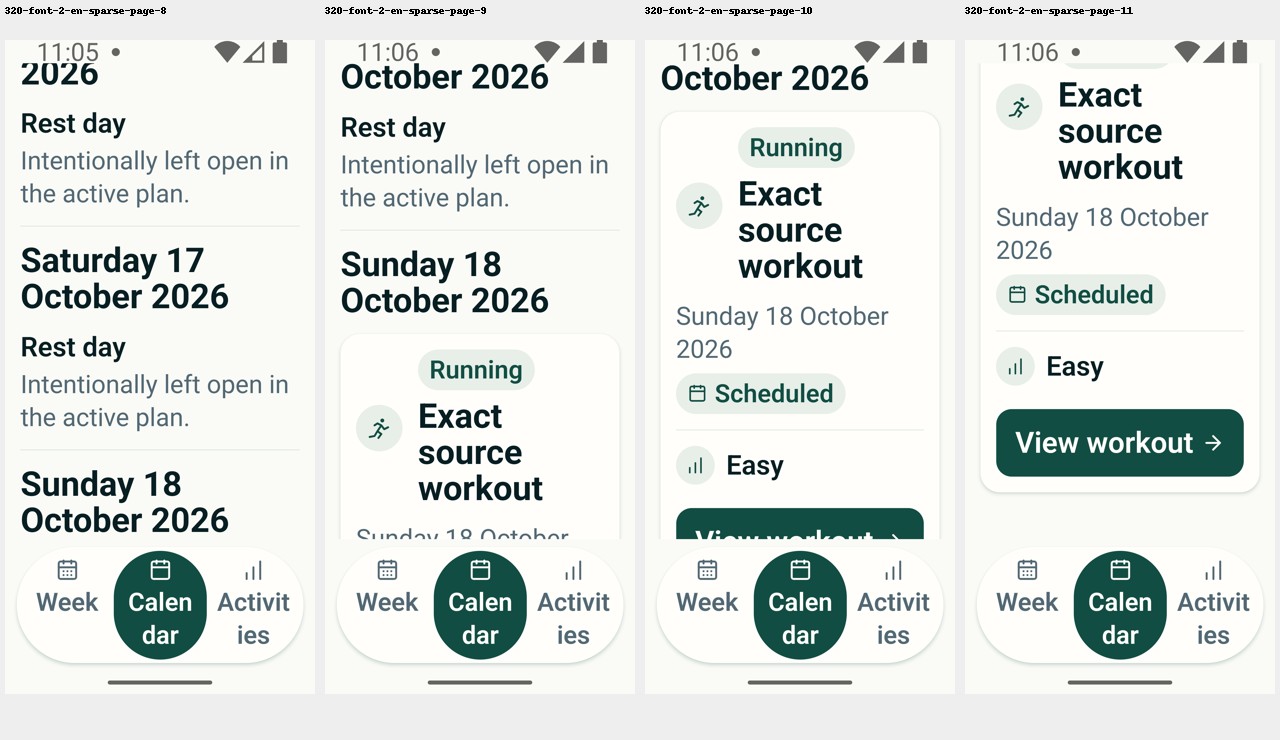 320-font-2-en-sparse-page-8
11:05
2026
Rest day
Intentionally left open in
the active plan.
Saturday 17
October 2026
Rest day
Intentionally left open in
the active plan.
Sunday 18
October 2026
Week
Calen
dar
Activit
ies
320-font-2-en-sparse-page-9
11:06
October 2026
Rest day
Intentionally left open in
the active plan.
Sunday 18
October 2026
Running
Exact
source
workout
Sunday 18 October
Week
Calen
dar
Activit
ies
320-font-2-en-sparse-page-10
11:06
October 2026
Running
Exact
source
workout
Sunday 18 October
2026
Scheduled
Easy
View workout
Week
Calen
dar
Activit
ies
320-font-2-en-sparse-page-11
11:06
Exact
source
workout
Sunday 18 October
2026
Scheduled
Easy
View workout
Week
Calen
dar
Activit
ies